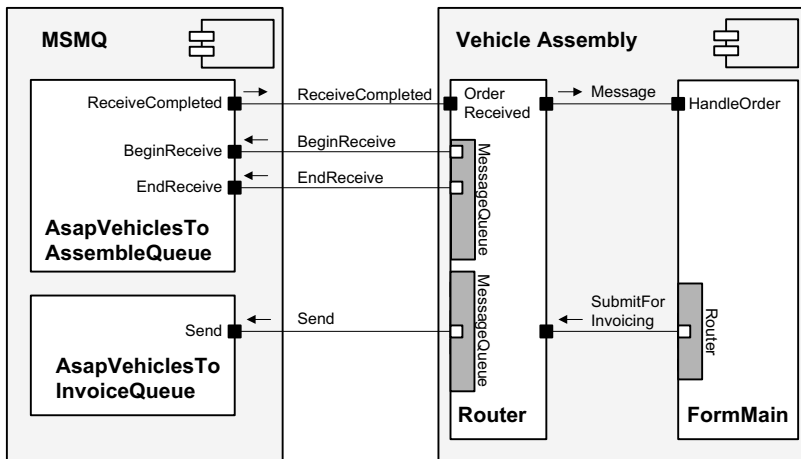 MSMQ
ReceiveCompleted
BeginReceive
EndReceive
AsapVehiclesTo
AssembleQueue
Send
AsapVehiclesTo
InvoiceQueue
ReceiveCompleted
BeginReceive
EndReceive
Send
Vehicle Assembly
Order
Received
MessageQueue
MessageQueue
Router
Message
SubmitFor
Invoicing
HandleOrder
Router
FormMain